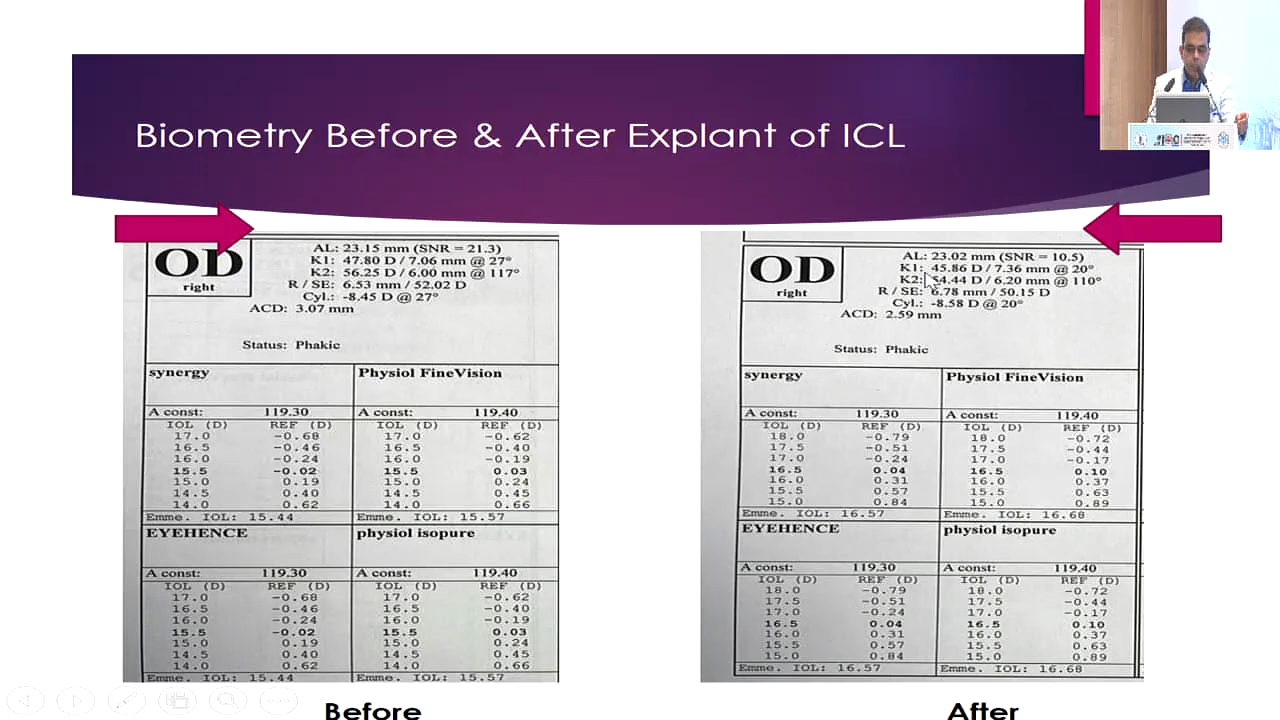 Biometry Before & After Explant of ICL
OD
right
AL: 23.15 mm (SNR = 21.3)
K1: 47.80 D / 7.06 mm @ 27°
K2: 56.25 D / 6.00 mm @ 117°
R / SE: 6.53 mm / 52.02 D
Cyl.: -8.45 D @ 27°
ACD: 3.07 mm
Status: Phakic
synergy Physiol FineVision
A const: 119.30 A const: 119.40
IOL (D) REF (D) IOL (D) REF (D)
17.0 -0.68 17.0 -0.62
16.5 -0.46 16.5 -0.40
16.0 -0.24 16.0 -0.19
15.5 -0.02 15.5 0.03
15.0 0.19 15.0 0.24
14.5 0.40 14.5 0.45
14.0 0.62 14.0 0.66
Emme. IOL: 15.44 Emme. IOL: 15.57
EYEHENCE physiol isopure
A const: 119.30 A const: 119.40
IOL (D) REF (D) IOL (D) REF (D)
17.0 -0.68 17.0 -0.62
16.5 -0.46 16.5 -0.40
16.0 -0.24 16.0 -0.19
15.5 -0.02 15.5 0.03
15.0 0.19 15.0 0.24
14.5 0.40 14.5 0.45
14.0 0.62 14.0 0.66
Emme. IOL: 15.44 Emme. IOL: 15.57
Before
OD
right
AL: 23.02 mm (SNR = 10.5)
K1: 45.86 D / 7.36 mm @ 20°
K2: 4.44 D / 6.20 mm @ 110°
R / SE: 6.78 mm / 50.15 D
Cyl.: -8.58 D @ 20°
ACD: 2.59 mm
Status: Phakic
synergy Physiol FineVision
A const: 119.30 A const: 119.40
IOL (D) REF (D) IOL (D) REF (D)
18.0 -0.79 18.0 -0.72
17.5 -0.51 17.5 -0.44
17.0 -0.24 17.0 -0.17
16.5 0.04 16.5 0.10
16.0 0.31 16.0 0.37
15.5 0.57 15.5 0.63
15.0 0.84 15.0 0.89
Emme. IOL: 16.57 Emme. IOL: 16.68
EYEHENCE physiol isopure
A const: 119.30 A const: 119.40
IOL (D) REF (D) IOL (D) REF (D)
18.0 -0.79 18.0 -0.72
17.5 -0.51 17.5 -0.44
17.0 -0.24 17.0 -0.17
16.5 0.04 16.5 0.10
16.0 0.31 16.0 0.37
15.5 0.57 15.5 0.63
15.0 0.84 15.0 0.89
Emme. IOL: 16.57 Emme. IOL: 16.68
After